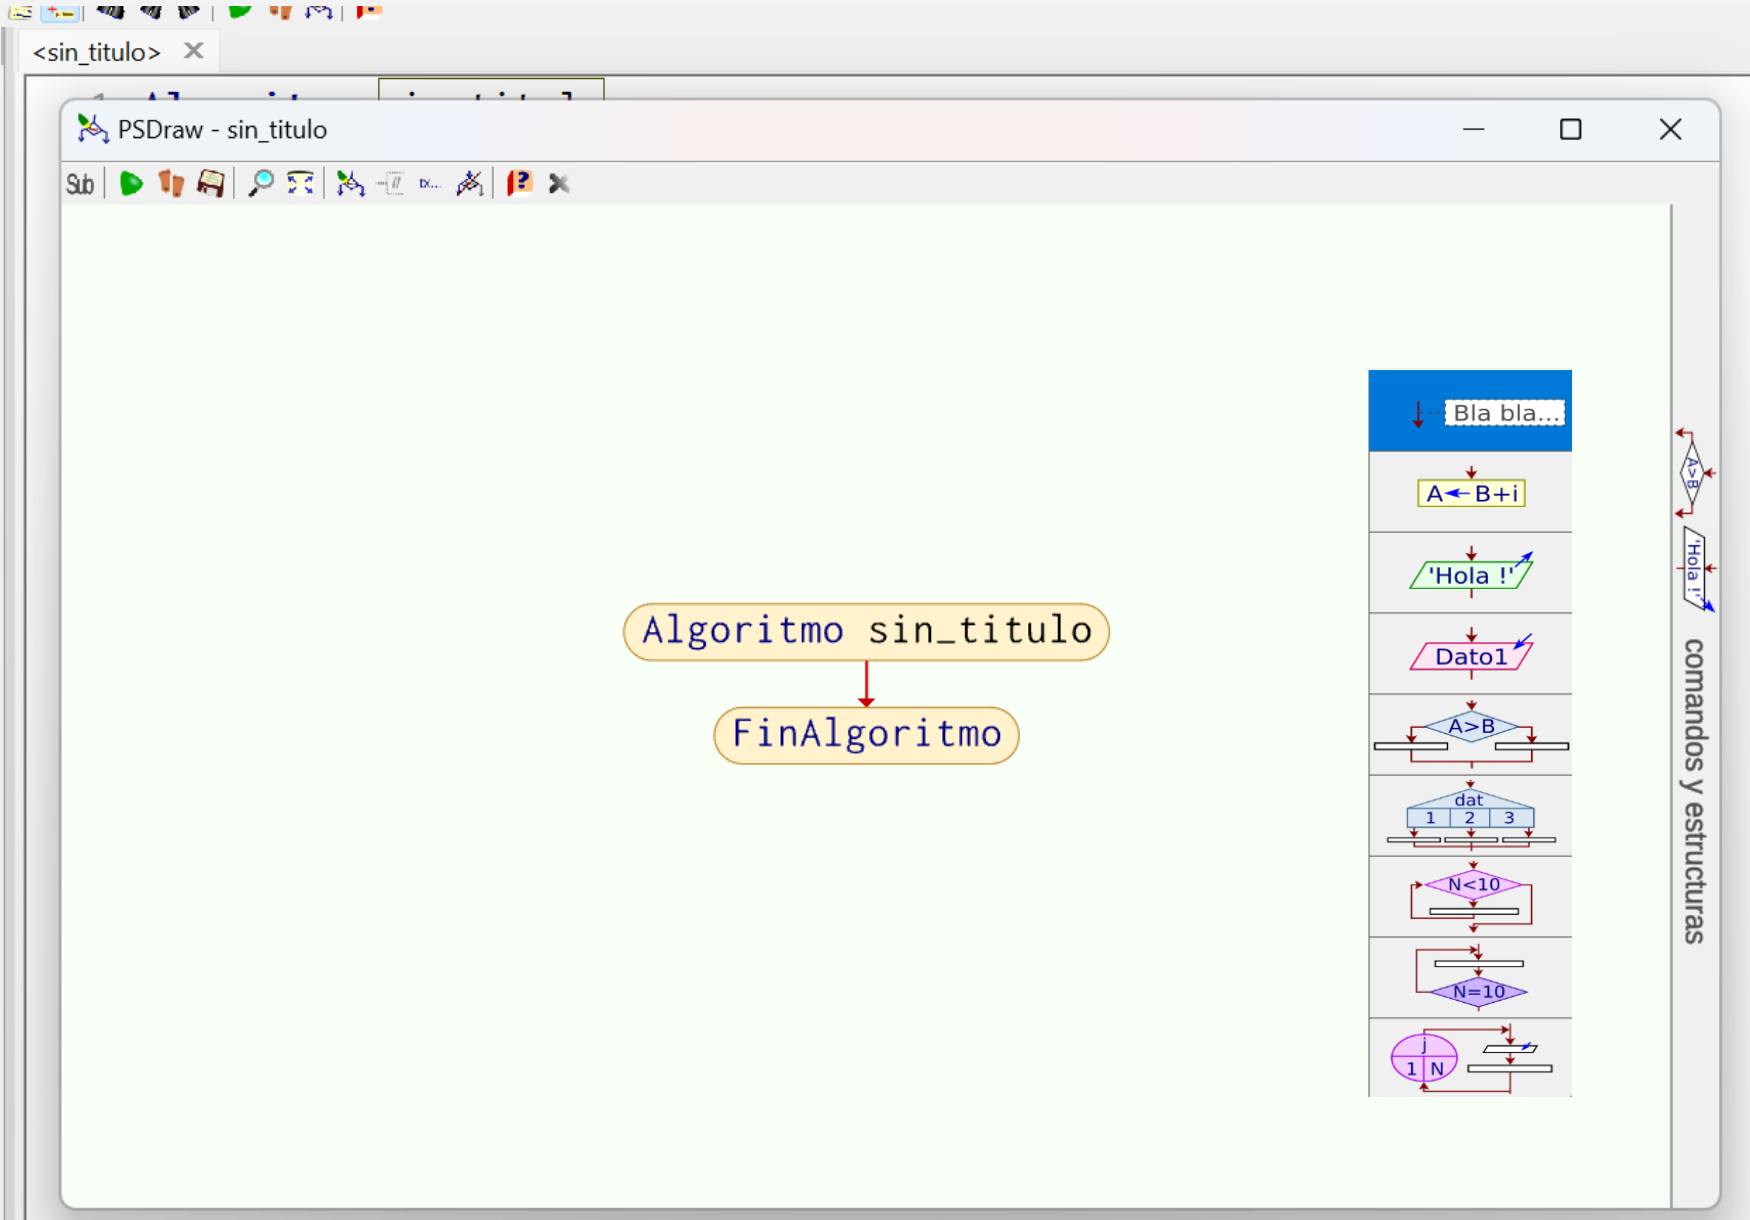 <sin_titulo>
PSDraw - sin_titulo
Sub
Algoritmo sin_titulo
FinAlgoritmo
Bla bla...
A B+i
'Hola !'
Dato1
A>B
dat
1 2 3
N<10
N=10
j
1 N
A>B
'Hola !'
comandos y estructuras